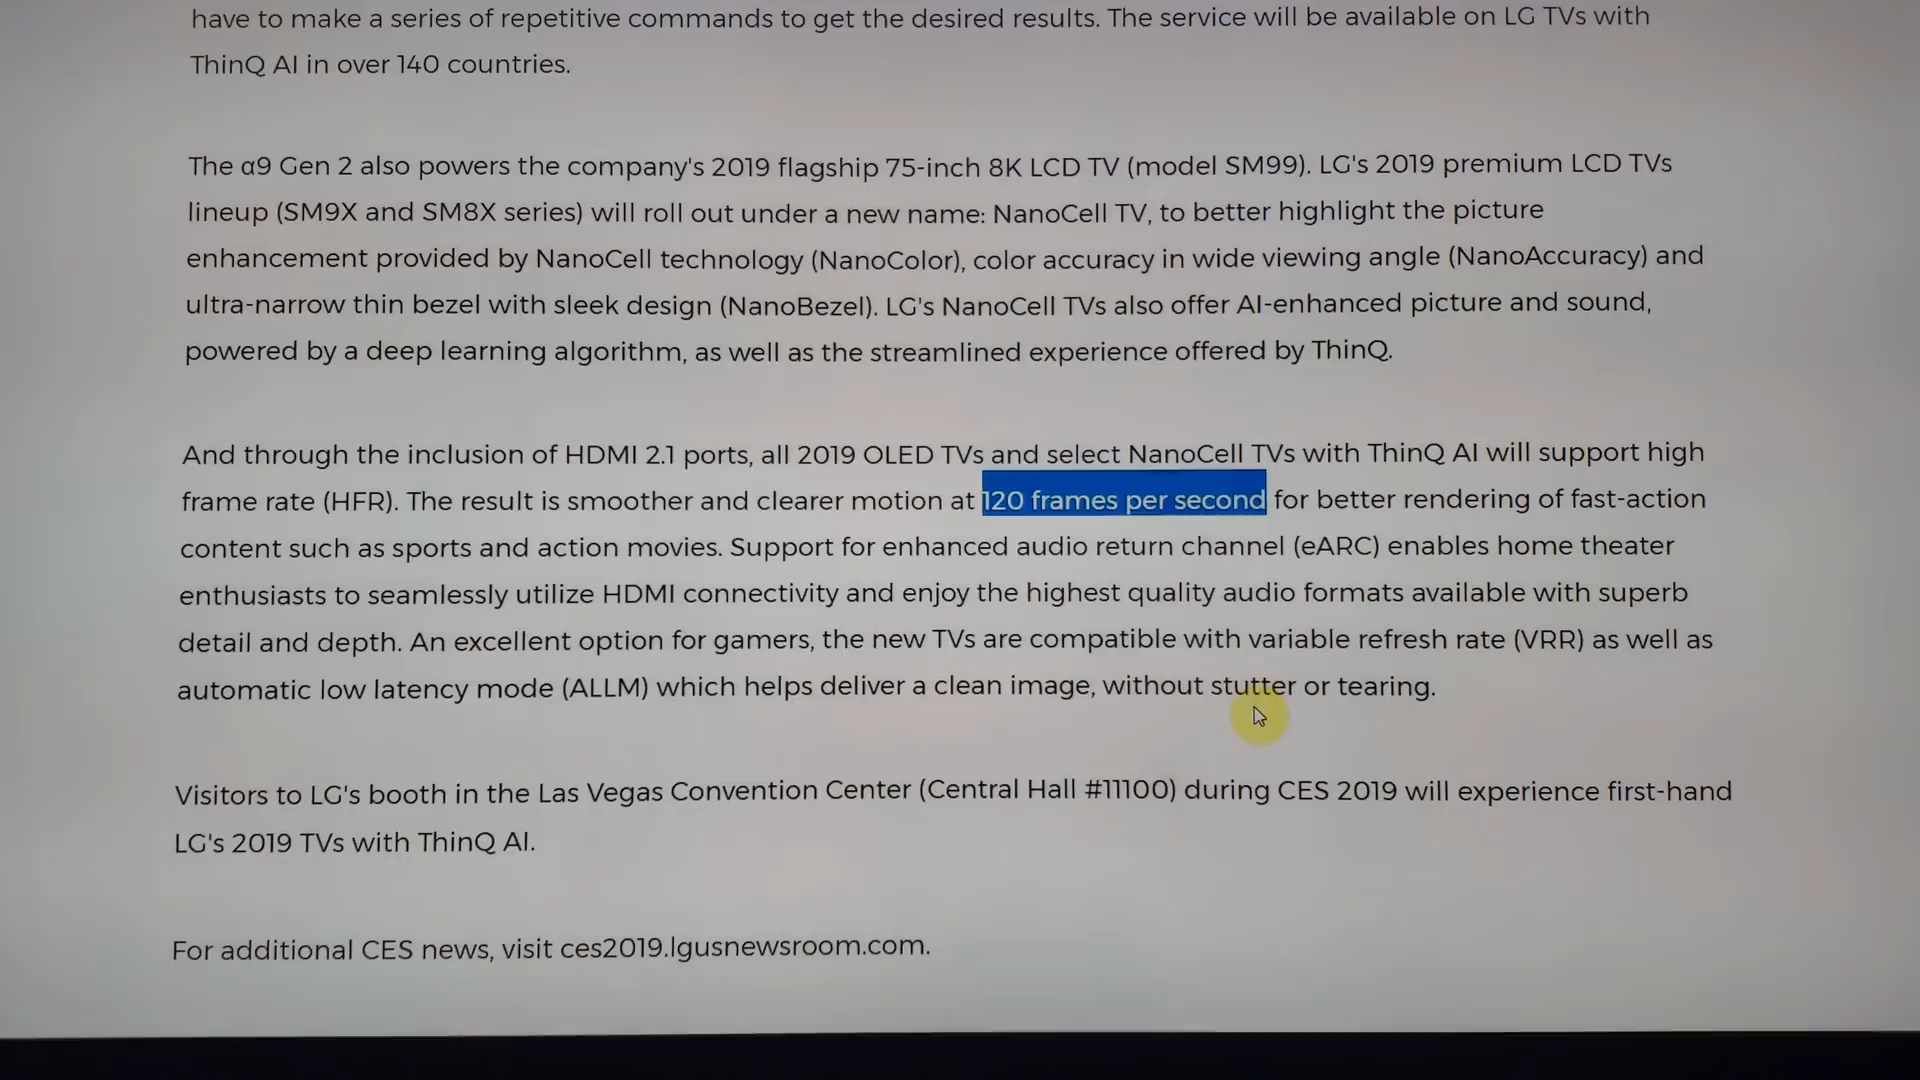 have to make a series of repetitive commands to get the desired results. The service will be available on LG TVs with
ThinQ AI in over 140 countries.
The α9 Gen 2 also powers the company's 2019 flagship 75-inch 8K LCD TV (model SM99). LG's 2019 premium LCD TVs
lineup (SM9X and SM8X series) will roll out under a new name: NanoCell TV, to better highlight the picture
enhancement provided by NanoCell technology (NanoColor), color accuracy in wide viewing angle (NanoAccuracy) and
ultra-narrow thin bezel with sleek design (NanoBezel). LG's NanoCell TVs also offer AI-enhanced picture and sound,
powered by a deep learning algorithm, as well as the streamlined experience offered by ThinQ.
And through the inclusion of HDMI 2.1 ports, all 2019 OLED TVs and select NanoCell TVs with ThinQ AI will support high
frame rate (HFR). The result is smoother and clearer motion at 120 frames per second for better rendering of fast-action
content such as sports and action movies. Support for enhanced audio return channel (eARC) enables home theater
enthusiasts to seamlessly utilize HDMI connectivity and enjoy the highest quality audio formats available with superb
detail and depth. An excellent option for gamers, the new TVs are compatible with variable refresh rate (VRR) as well as
automatic low latency mode (ALLM) which helps deliver a clean image, without stutter or tearing.
Visitors to LG's booth in the Las Vegas Convention Center (Central Hall #11100) during CES 2019 will experience first-hand
LG's 2019 TVs with ThinQ AI.
For additional CES news, visit ces2019.lgusnewsroom.com.